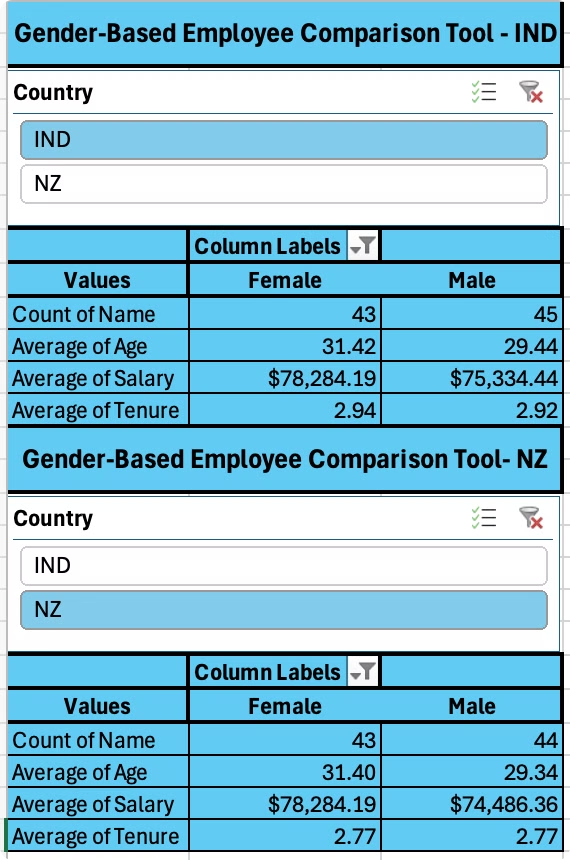 Gender-Based Employee Comparison Tool - IND
Country
IND
NZ
Column Labels
Values Female Male
Count of Name 43 45
Average of Age 31.42 29.44
Average of Salary $78,284.19 $75,334.44
Average of Tenure 2.94 2.92
Gender-Based Employee Comparison Tool- NZ
Country
IND
NZ
Column Labels
Values Female Male
Count of Name 43 44
Average of Age 31.40 29.34
Average of Salary $78,284.19 $74,486.36
Average of Tenure 2.77 2.77